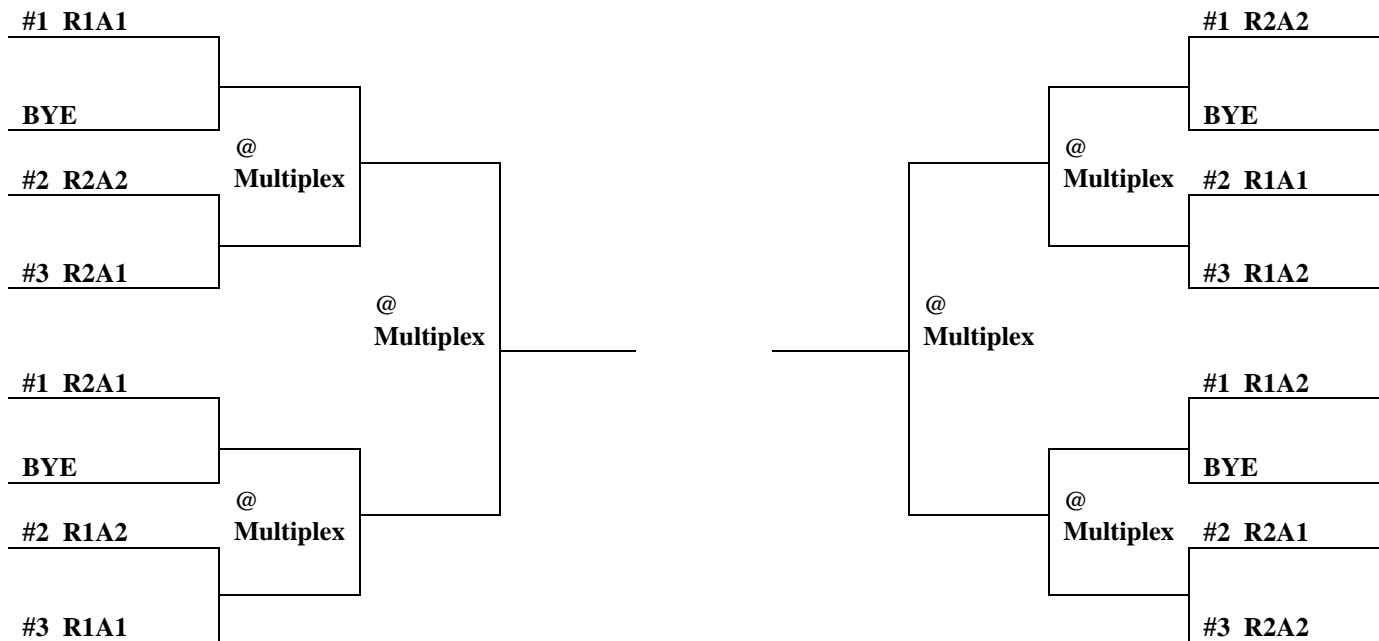 #1 R1A1
BYE
@
Multiplex
#2 R2A2
#3 R2A1
@
Multiplex
#1 R2A1
BYE
@
Multiplex
#2 R1A2
#3 R1A1
#1 R2A2
BYE
@
Multiplex
#2 R1A1
#3 R1A2
@
Multiplex
#1 R1A2
BYE
@
Multiplex
#2 R2A1
#3 R2A2